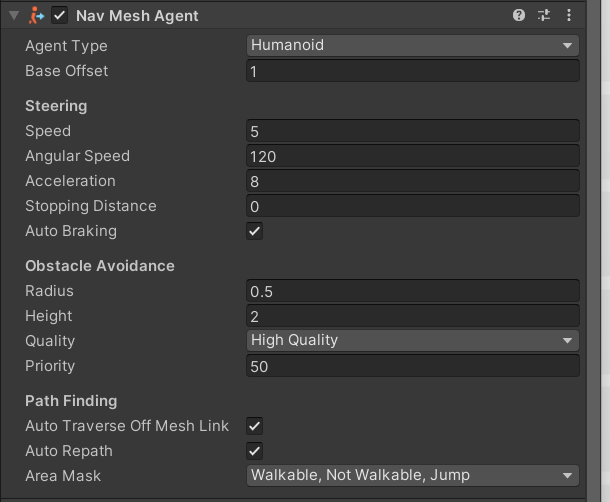 Nav Mesh Agent
Agent Type Humanoid
Base Offset 1
Steering
Speed 5
Angular Speed 120
Acceleration 8
Stopping Distance 0
Auto Braking
Obstacle Avoidance
Radius 0.5
Height 2
Quality High Quality
Priority 50
Path Finding
Auto Traverse Off Mesh Link
Auto Repath
Area Mask Walkable, Not Walkable, Jump